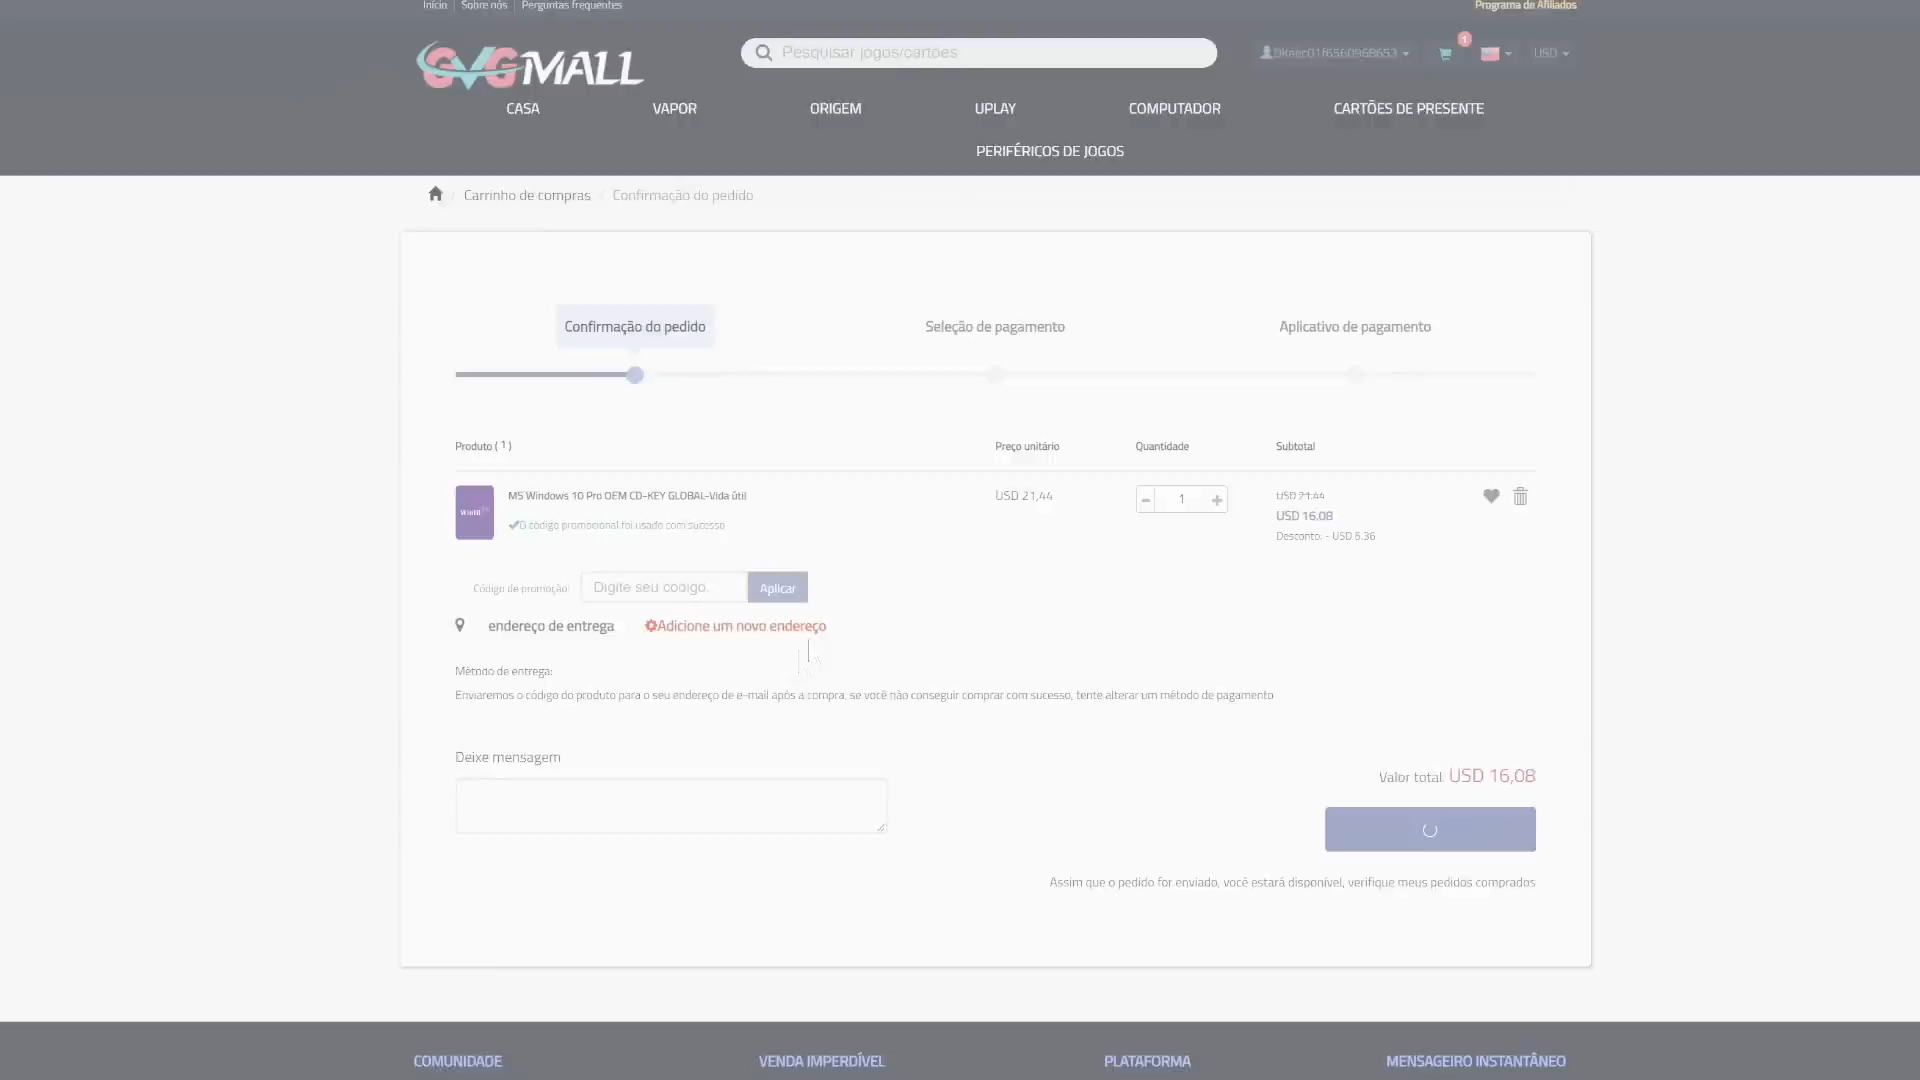 Início
Sobre nós
Perguntas frequentes
Programa de Afiliados
GVGMALL
Pesquisar jogos/cartões
USD
1
CASA
VAPOR
ORIGEM
UPLAY
COMPUTADOR
CARTÕES DE PRESENTE
PERIFÉRICOS DE JOGOS
/ Carrinho de compras / Confirmação do pedido
Confirmação do pedido
Seleção de pagamento
Aplicativo de pagamento
Produto ( 1 )
Preço unitário
Quantidade
Subtotal
MS Windows 10 Pro OEM CD-KEY GLOBAL-Vida útil
USD 21,44
1
USD 21.44
USD 16.08
Desconto: - USD 5.36
O código promocional foi usado com sucesso
Código de promoção:
Digite seu codigo.
Aplicar
endereço de entrega
Adicione um novo endereço
Método de entrega:
Enviaremos o código do produto para o seu endereço de e-mail após a compra, se você não conseguir comprar com sucesso, tente alterar um método de pagamento
Deixe mensagem
Valor total: USD 16,08
Assim que o pedido for enviado, você estará disponível, verifique meus pedidos comprados
COMUNIDADE
VENDA IMPERDÍVEL
PLATAFORMA
MENSAGEIRO INSTANTÂNEO